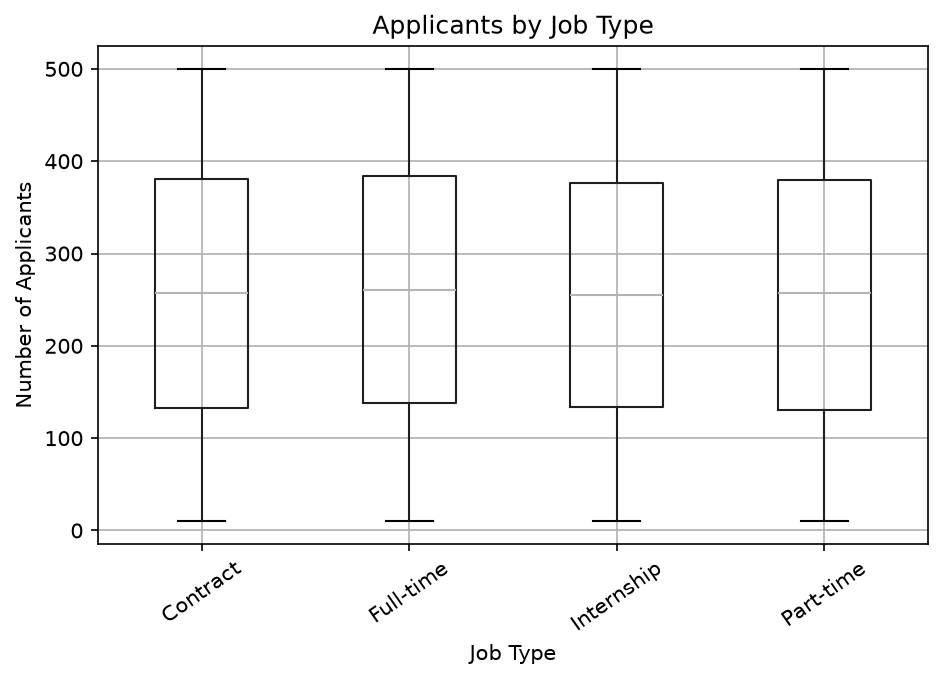 Applicants by Job Type
Number of Applicants
500
400
300
200
100
0
Contract
Full-time
Internship
Part-time
Job Type